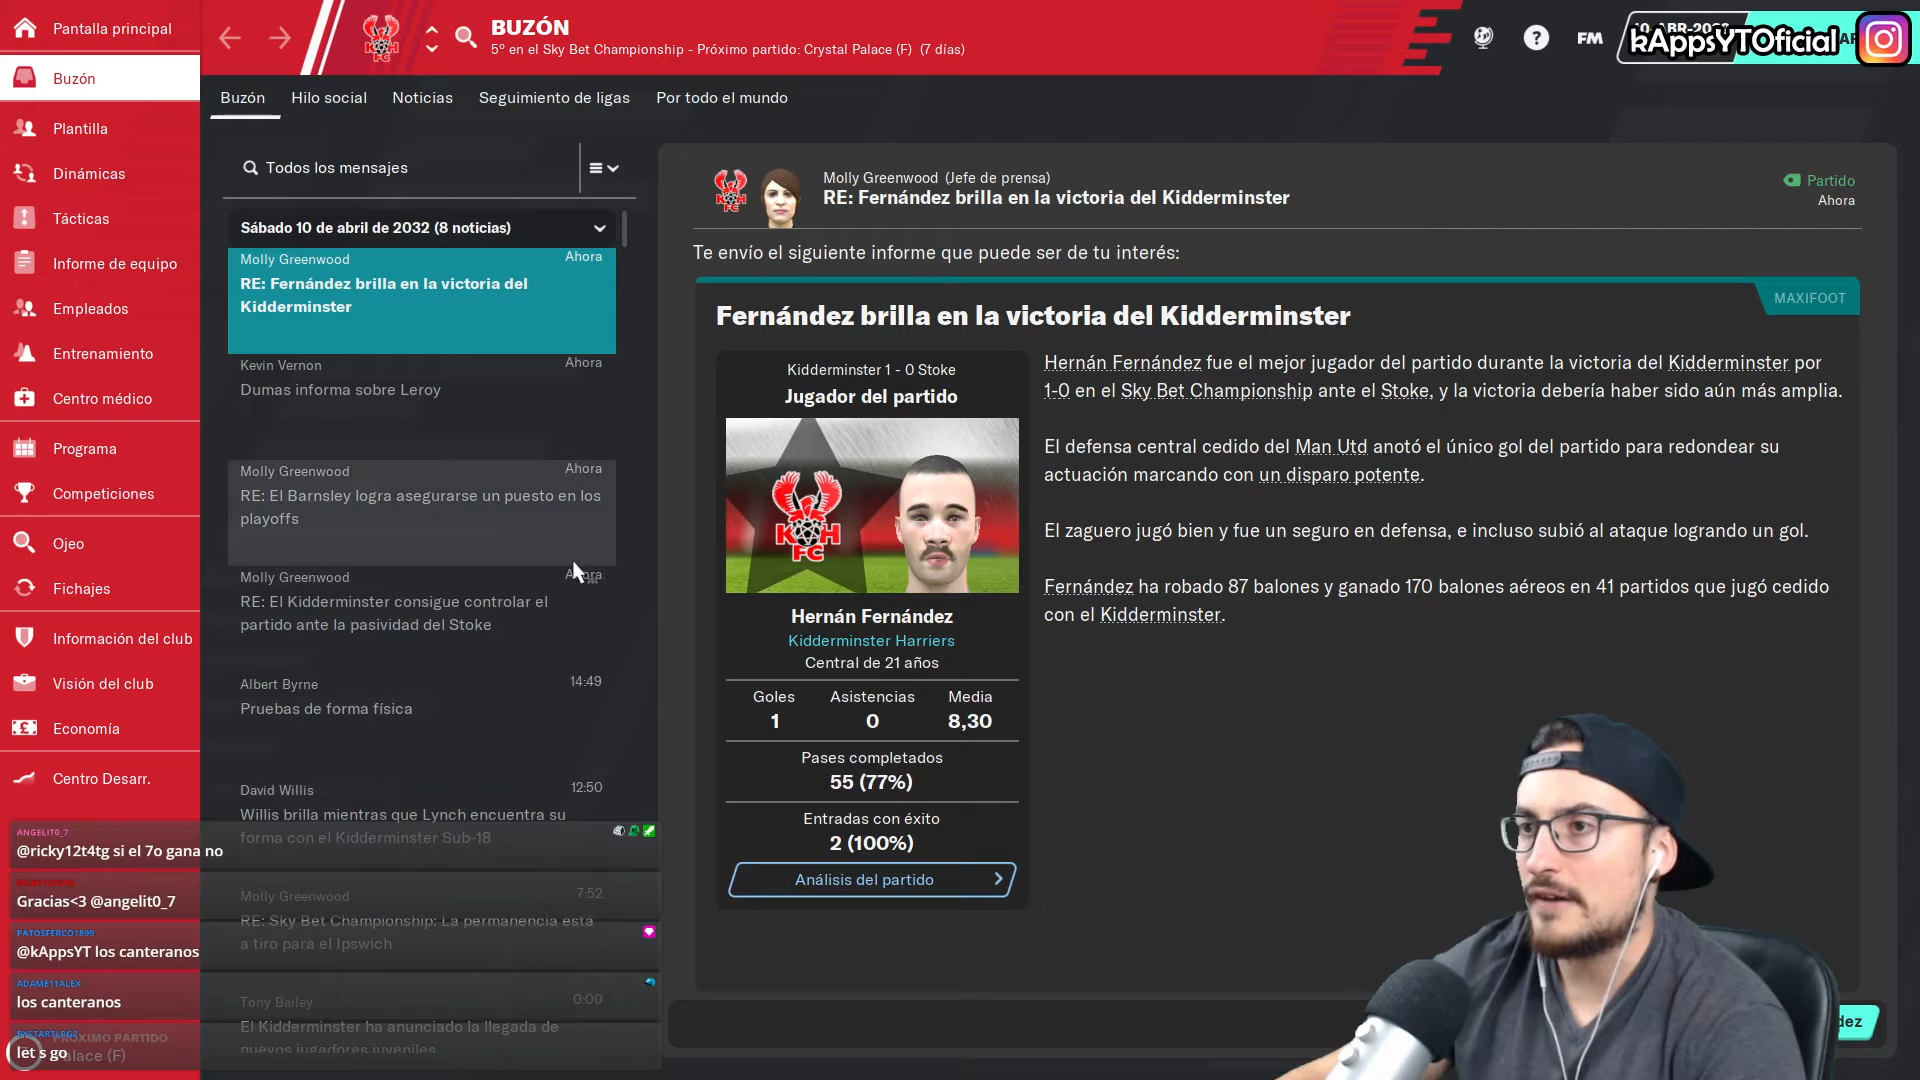 Pantalla principal
Buzón
Plantilla
Dinámicas
Tácticas
Informe de equipo
Empleados
Entrenamiento
Centro médico
Programa
Competiciones
Ojeo
Fichajes
Información del club
Visión del club
Economía
Centro Desarr.
PRÓXIMO PARTIDO
Palace (F)
BUZÓN
5º en el Sky Bet Championship - Próximo partido: Crystal Palace (F) (7 días)
FM
kAppsYTOficial
Buzón Hilo social Noticias Seguimiento de ligas Por todo el mundo
Todos los mensajes
Sábado 10 de abril de 2032 (8 noticias)
Molly Greenwood Ahora
RE: Fernández brilla en la victoria del
Kidderminster
Kevin Vernon Ahora
Dumas informa sobre Leroy
Molly Greenwood Ahora
RE: El Barnsley logra asegurarse un puesto en los
playoffs
Molly Greenwood Ahora
RE: El Kidderminster consigue controlar el
partido ante la pasividad del Stoke
Albert Byrne 14:49
Pruebas de forma física
David Willis 12:50
Willis brilla mientras que Lynch encuentra su
forma con el Kidderminster Sub-18
Molly Greenwood 7:52
RE: Sky Bet Championship: La permanencia está
a tiro para el Ipswich
Tony Bailey 0:00
El Kidderminster ha anunciado la llegada de
nuevos jugadores juveniles
ANGELIT0_7
@ricky12t4tg si el 7o gana no
Gracias<3 @angelit0_7
PATOSFERCO1899
@kAppsYT los canteranos
ADAME11ALEX
los canteranos
let s go
Molly Greenwood (Jefe de prensa)
RE: Fernández brilla en la victoria del Kidderminster
Partido
Ahora
Te envío el siguiente informe que puede ser de tu interés:
MAXIFOOT
Fernández brilla en la victoria del Kidderminster
Kidderminster 1 - 0 Stoke
Jugador del partido
KH
FC
Hernán Fernández
Kidderminster Harriers
Central de 21 años
Goles Asistencias Media
1 0 8,30
Pases completados
55 (77%)
Entradas con éxito
2 (100%)
Análisis del partido
Hernán Fernández fue el mejor jugador del partido durante la victoria del Kidderminster por
1-0 en el Sky Bet Championship ante el Stoke, y la victoria debería haber sido aún más amplia.
El defensa central cedido del Man Utd anotó el único gol del partido para redondear su
actuación marcando con un disparo potente.
El zaguero jugó bien y fue un seguro en defensa, e incluso subió al ataque logrando un gol.
Fernández ha robado 87 balones y ganado 170 balones aéreos en 41 partidos que jugó cedido
con el Kidderminster.
dez